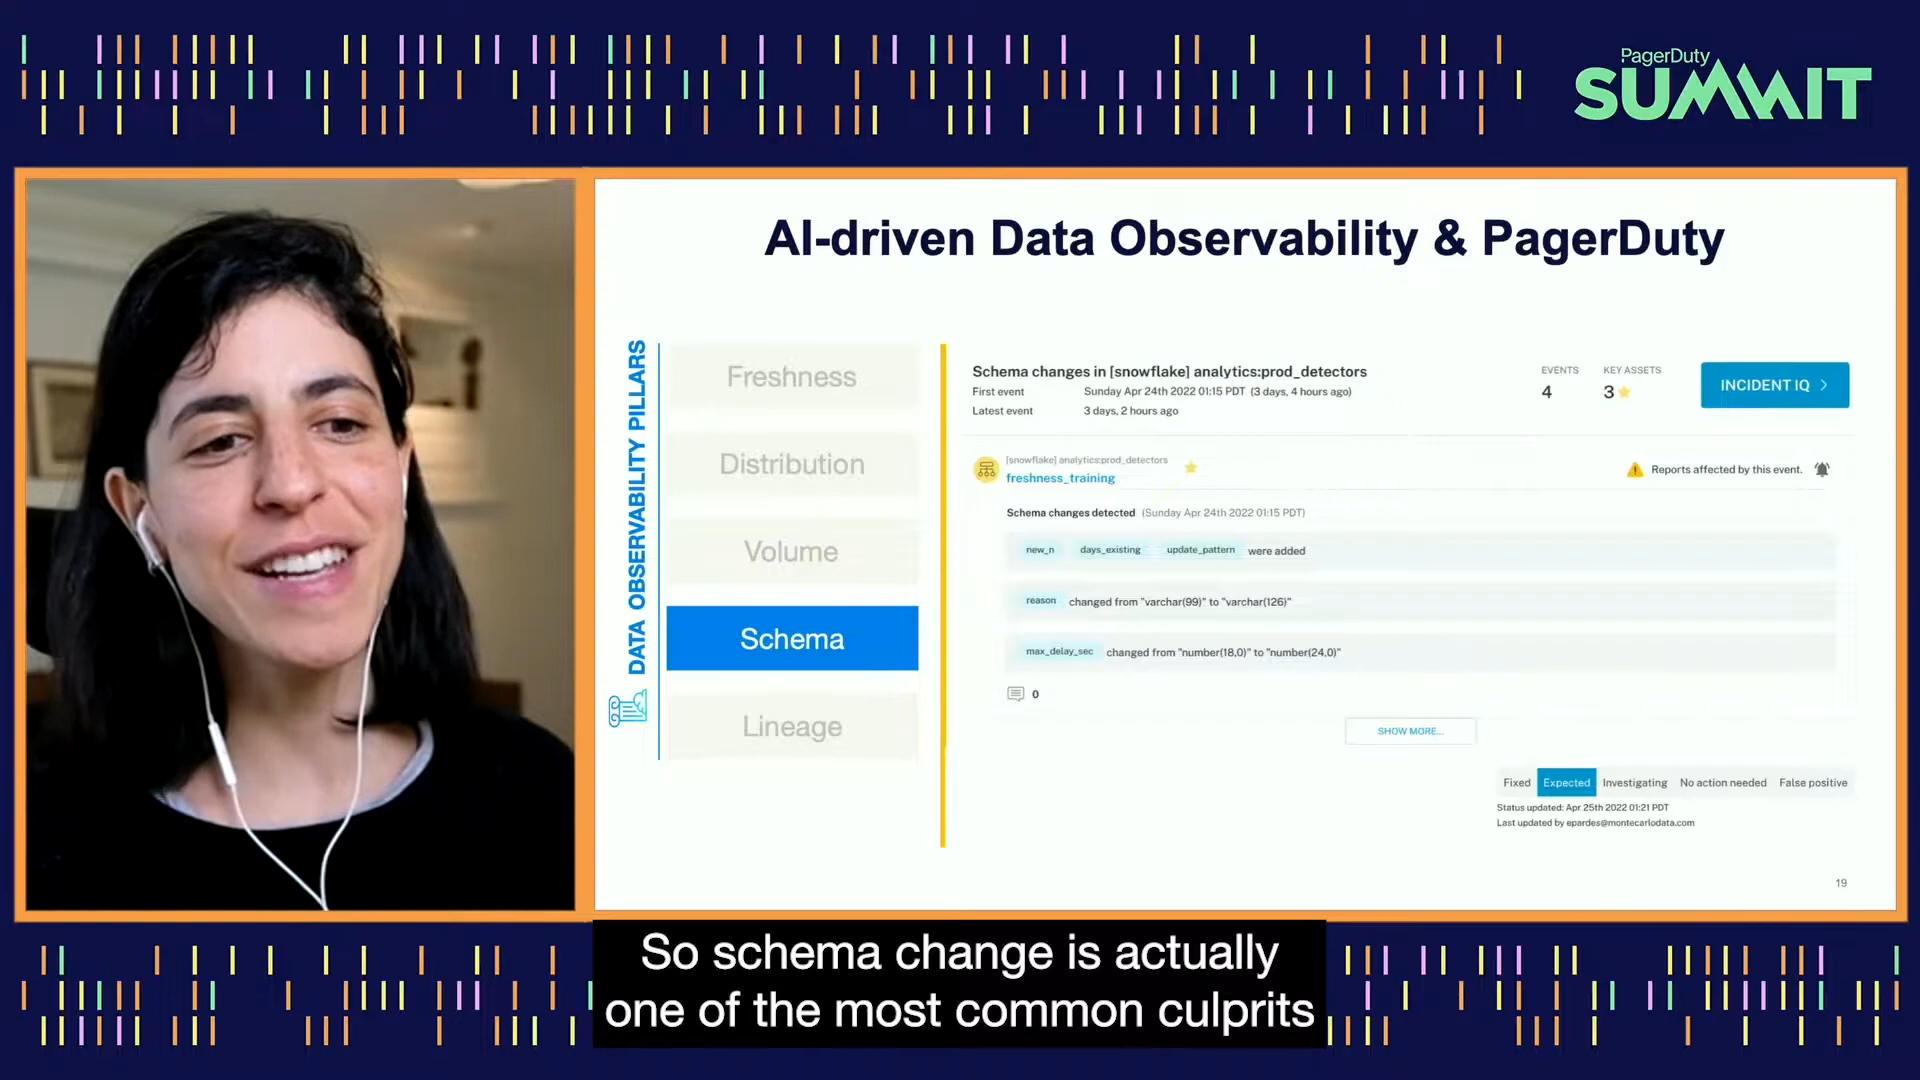 PagerDuty
SUMMIT
AI-driven Data Observability & PagerDuty
DATA OBSERVABILITY PILLARS
Freshness
Distribution
Volume
Schema
Lineage
Schema changes in [snowflake] analytics:prod_detectors
First event Sunday Apr 24th 2022 01:15 PDT (3 days, 4 hours ago)
Latest event 3 days, 2 hours ago
EVENTS
4
KEY ASSETS
3
INCIDENT IQ
[snowflake] analytics:prod_detectors
freshness_training
Reports affected by this event.
Schema changes detected (Sunday Apr 24th 2022 01:15 PDT)
new_n days_existing update_pattern were added
reason changed from "varchar(99)" to "varchar(126)"
max_delay_sec changed from "number(18,0)" to "number(24,0)"
0
SHOW MORE...
Fixed Expected Investigating No action needed False positive
Status updated: Apr 25th 2022 01:21 PDT
Last updated by epardes@montecarlodata.com
19
So schema change is actually
one of the most common culprits